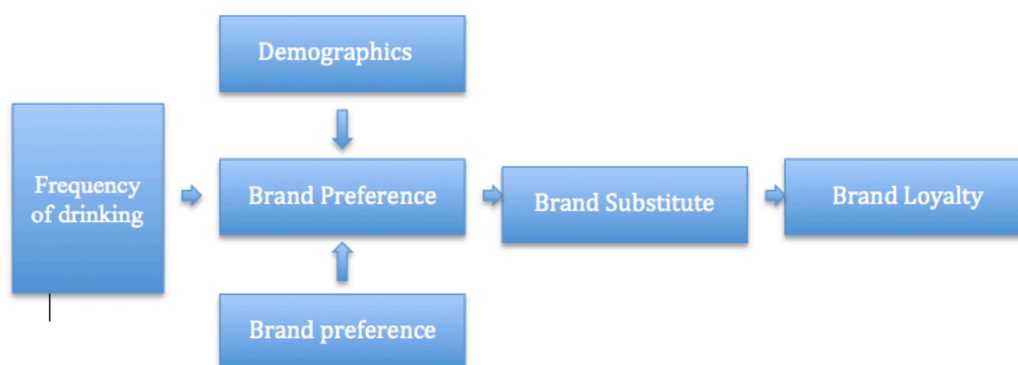 Demographics
Frequency
of drinking
Brand Preference
Brand Substitute
Brand Loyalty
Brand preference